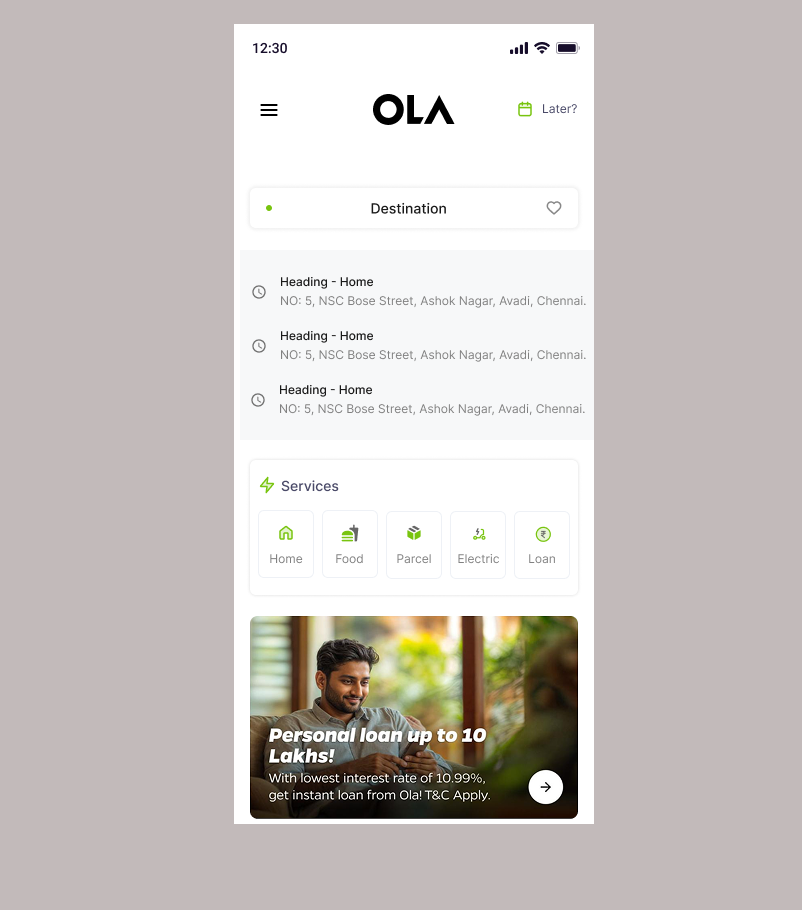 12:30
OLA
Later?
Destination
Heading - Home
NO: 5, NSC Bose Street, Ashok Nagar, Avadi, Chennai.
Heading - Home
NO: 5, NSC Bose Street, Ashok Nagar, Avadi, Chennai.
Heading - Home
NO: 5, NSC Bose Street, Ashok Nagar, Avadi, Chennai.
Services
₹
Home
Food
Parcel
Electric
Loan
Personal loan up to 10
Lakhs!
With lowest interest rate of 10.99%,
get instant loan from Ola! T&C Apply.